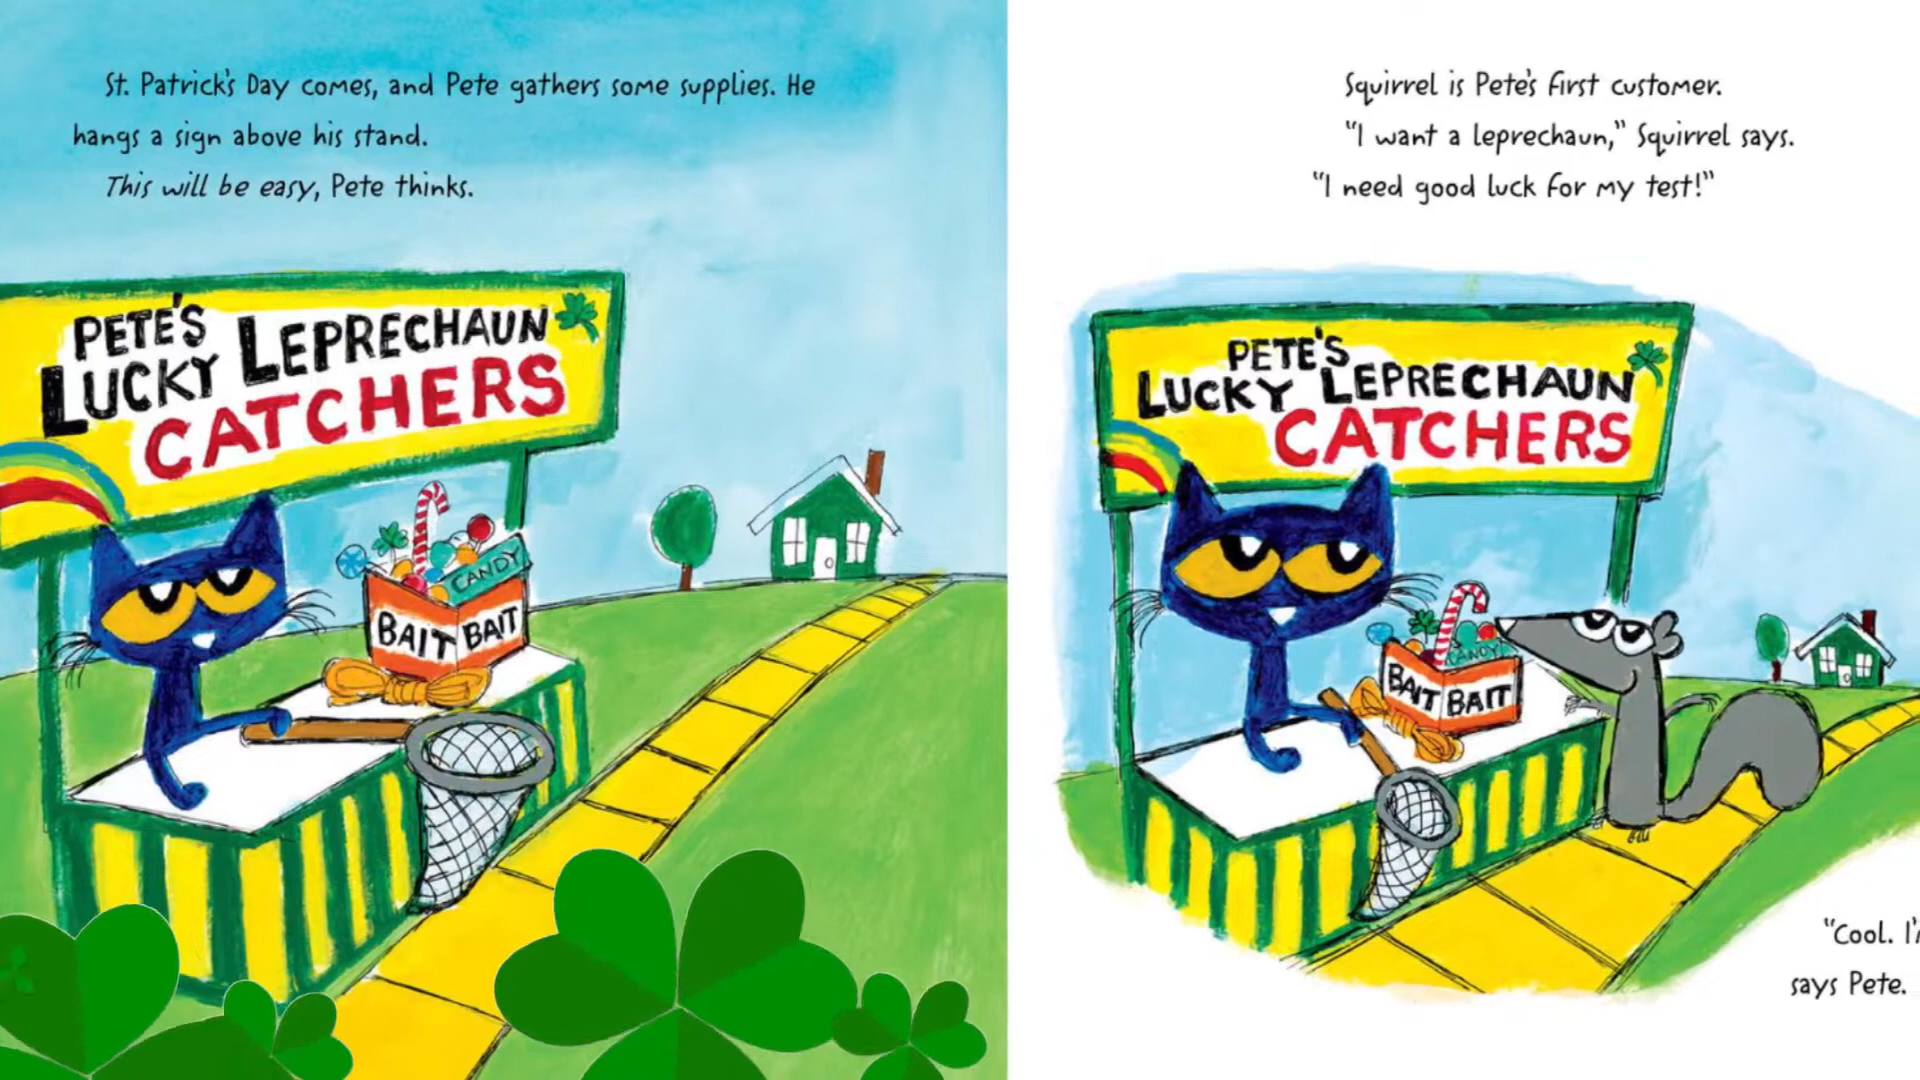 St. Patrick's Day comes, and Pete gathers some supplies. He
hangs a sign above his stand.
This will be easy, Pete thinks.
PETE'S
LUCKY LEPRECHAUN
CATCHERS
CANDY
BAIT BAIT
Squirrel is Pete's first customer.
"I want a leprechaun," Squirrel says.
"I need good luck for my test!"
PETE'S
LUCKY LEPRECHAUN
CATCHERS
CANDY
BAIT BAIT
"Cool.
says Pete.